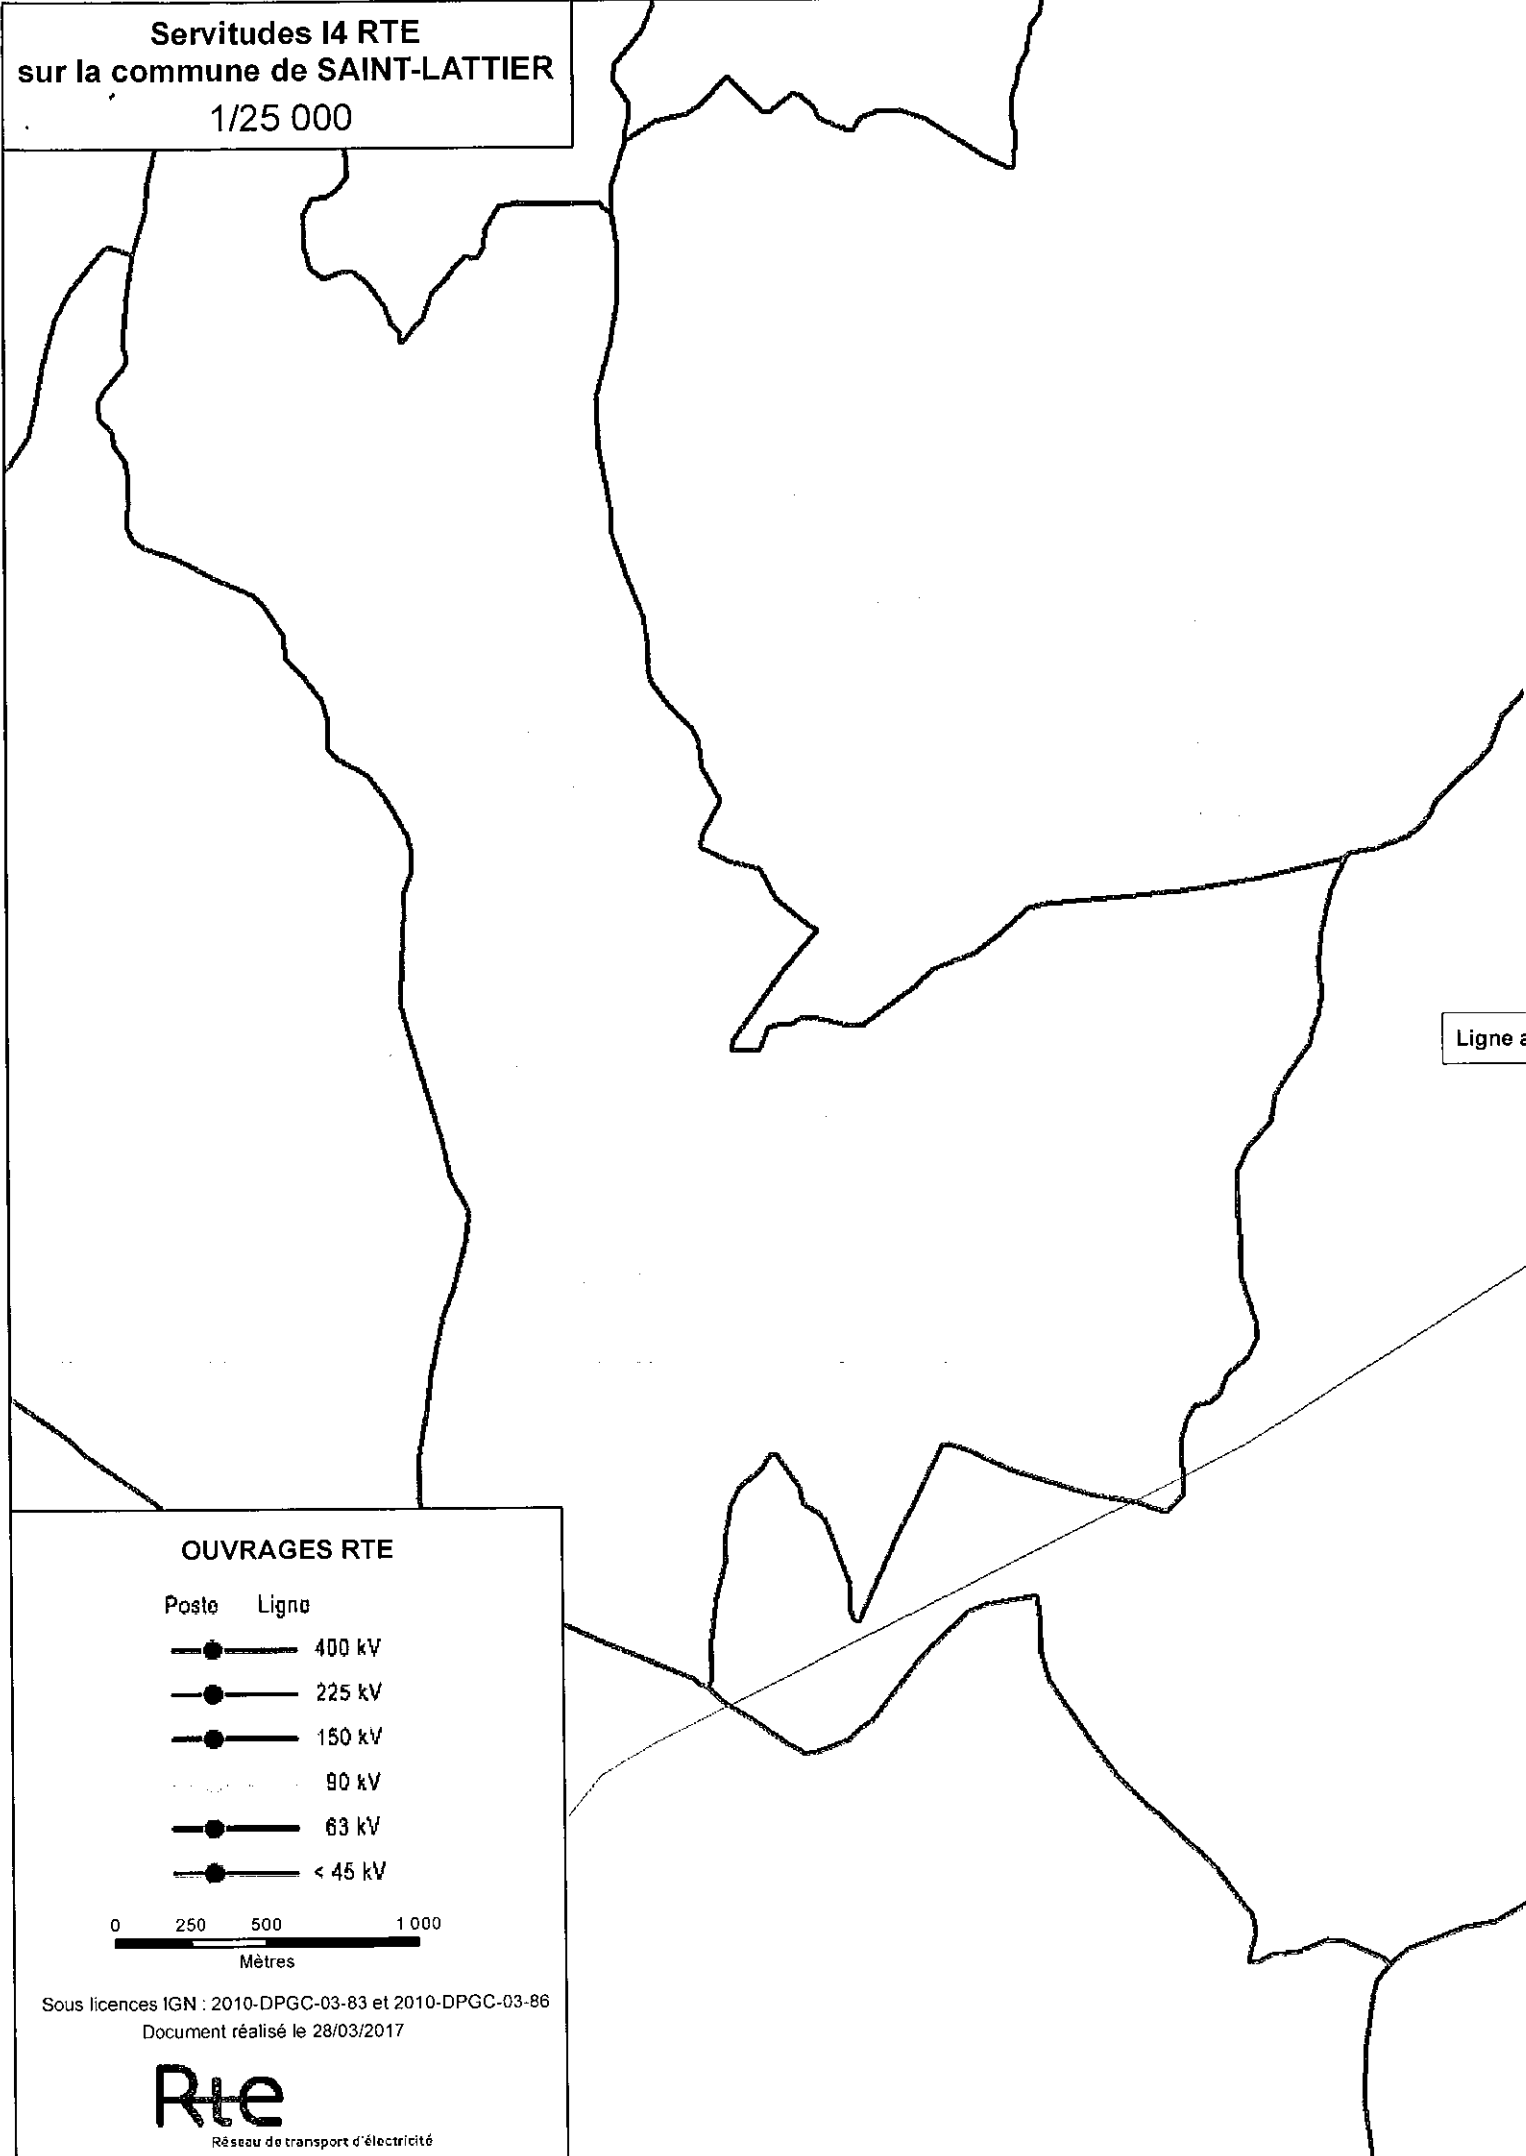 Servitudes I4 RTE
sur la commune de SAINT-LATTIER
1/25 000
Ligne a
OUVRAGES RTE
Poste Ligne
400 kV
225 kV
150 kV
90 kV
63 kV
< 45 kV
0 250 500 1 000
Mètres
Sous licences IGN : 2010-DPGC-03-83 et 2010-DPGC-03-86
Document réalisé le 28/03/2017
Rte
Réseau de transport d'électricité